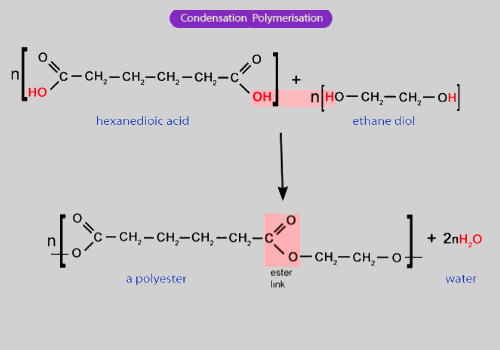 Condensation Polymerisation
n[ O HO C—CH₂—CH₂—CH₂—CH₂—C O OH ] + n[HO—CH₂—CH₂—OH]
hexanedioic acid ethane diol
n[ O —O C—CH₂—CH₂—CH₂—CH₂—C O O—CH₂—CH₂—O— ] + 2nH₂O
a polyester ester link water